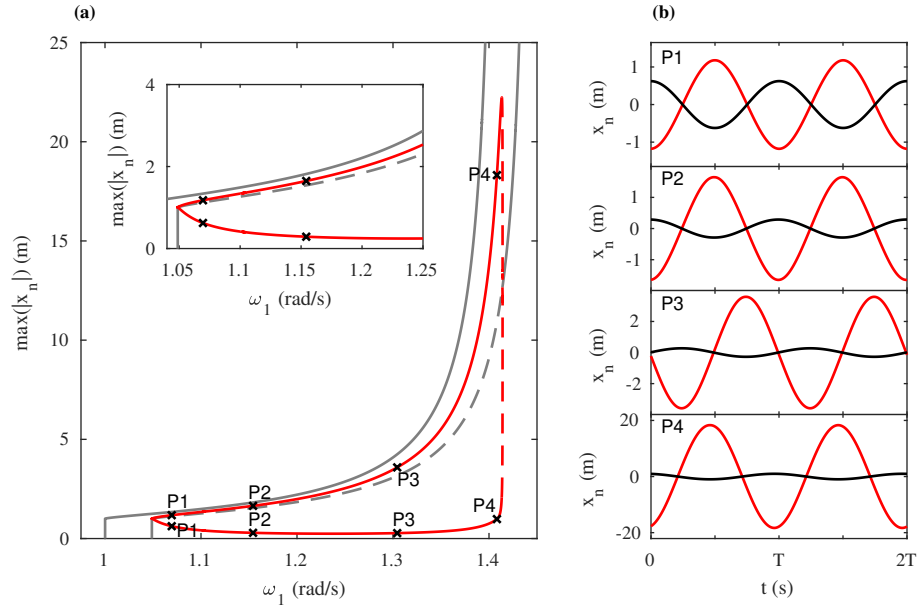 (a)
(b)
25
20
15
10
5
0
max(|x_n|) (m)
1
1.1
1.2
1.3
1.4
ω_1 (rad/s)
4
2
0
max(|x_n|) (m)
1.05
1.1
1.15
1.2
1.25
ω_1 (rad/s)
P1
P1
P2
P2
P3
P3
P4
P4
P1
1
0
-1
x_n (m)
P2
1
0
-1
x_n (m)
P3
2
0
-2
x_n (m)
P4
20
0
-20
x_n (m)
0
T
2T
t (s)